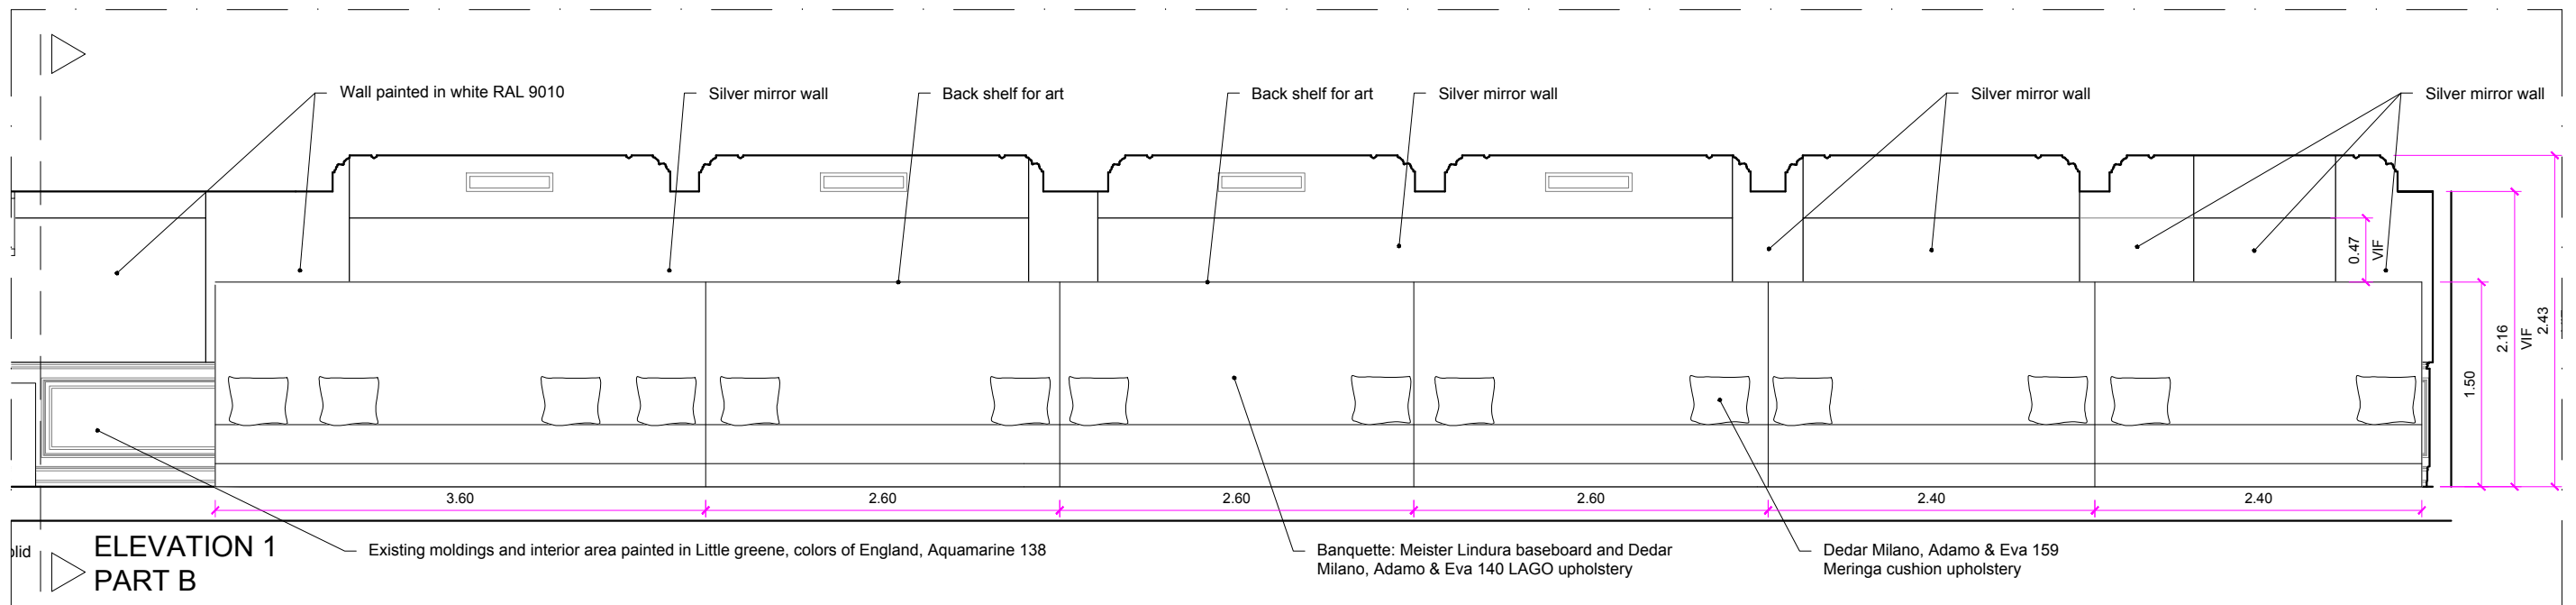 Wall painted in white RAL 9010
Silver mirror wall
Back shelf for art
Back shelf for art
Silver mirror wall
Silver mirror wall
Silver mirror wall
0.47
VIF
1.50
2.16
VIF
2.43
3.60
2.60
2.60
2.60
2.40
2.40
ELEVATION 1
PART B
Existing moldings and interior area painted in Little greene, colors of England, Aquamarine 138
Banquette: Meister Lindura baseboard and Dedar
Milano, Adamo & Eva 140 LAGO upholstery
Dedar Milano, Adamo & Eva 159
Meringa cushion upholstery